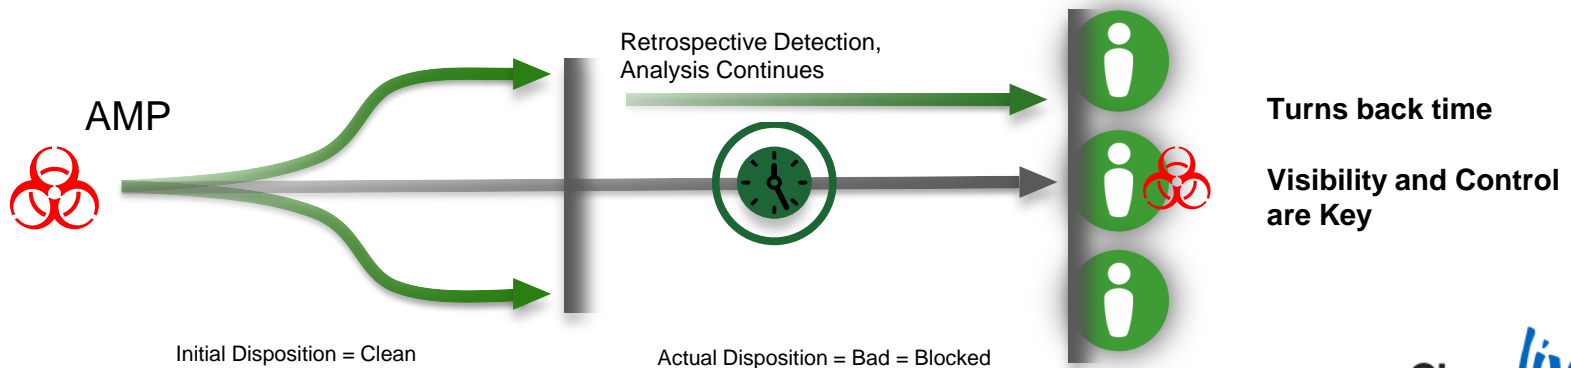 Retrospective Detection,
Analysis Continues
AMP
Turns back time
Visibility and Control
are Key
Initial Disposition = Clean
Actual Disposition = Bad = Blocked